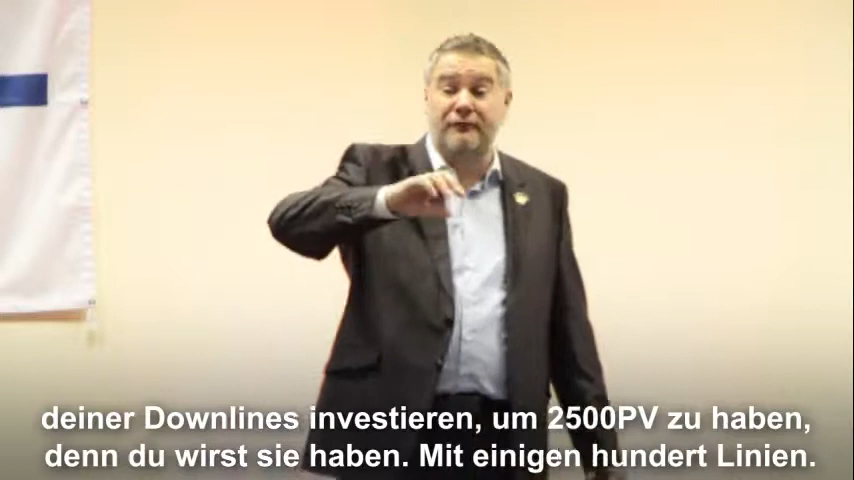 deiner Downlines investieren, um 2500PV zu haben,
denn du wirst sie haben. Mit einigen hundert Linien.